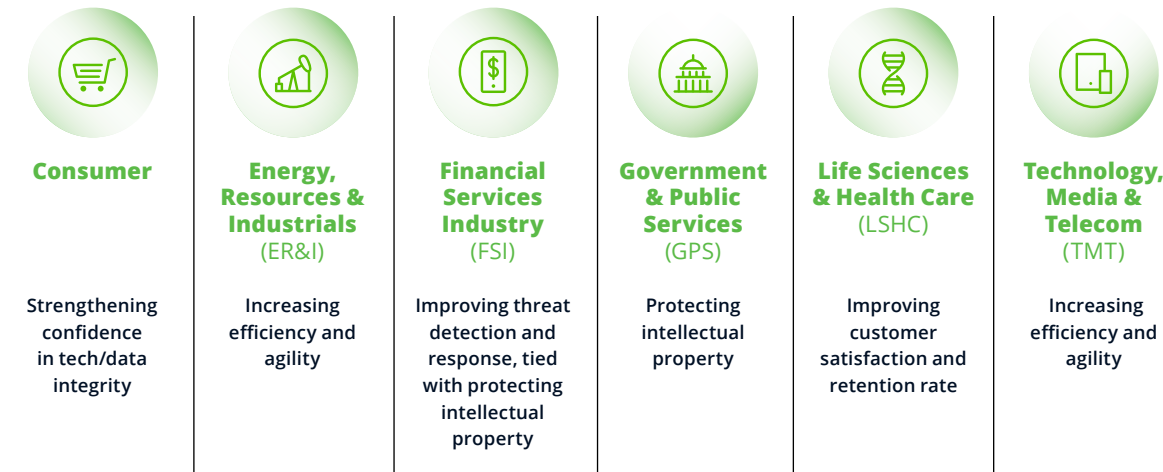 $
Consumer
Strengthening
confidence
in tech/data
integrity
Energy,
Resources &
Industrials
(ER&I)
Increasing
efficiency and
agility
Financial
Services
Industry
(FSI)
Improving threat
detection and
response, tied
with protecting
intellectual
property
Government
& Public
Services
(GPS)
Protecting
intellectual
property
Life Sciences
& Health Care
(LSHC)
Improving
customer
satisfaction and
retention rate
Technology,
Media &
Telecom
(TMT)
Increasing
efficiency and
agility